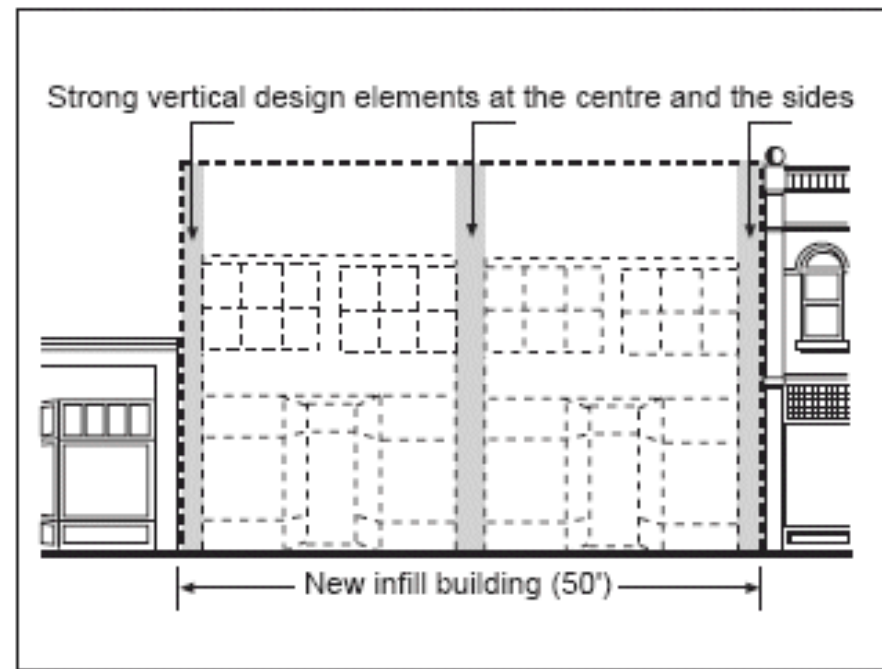 Strong vertical design elements at the centre and the sides
New infill building (50')